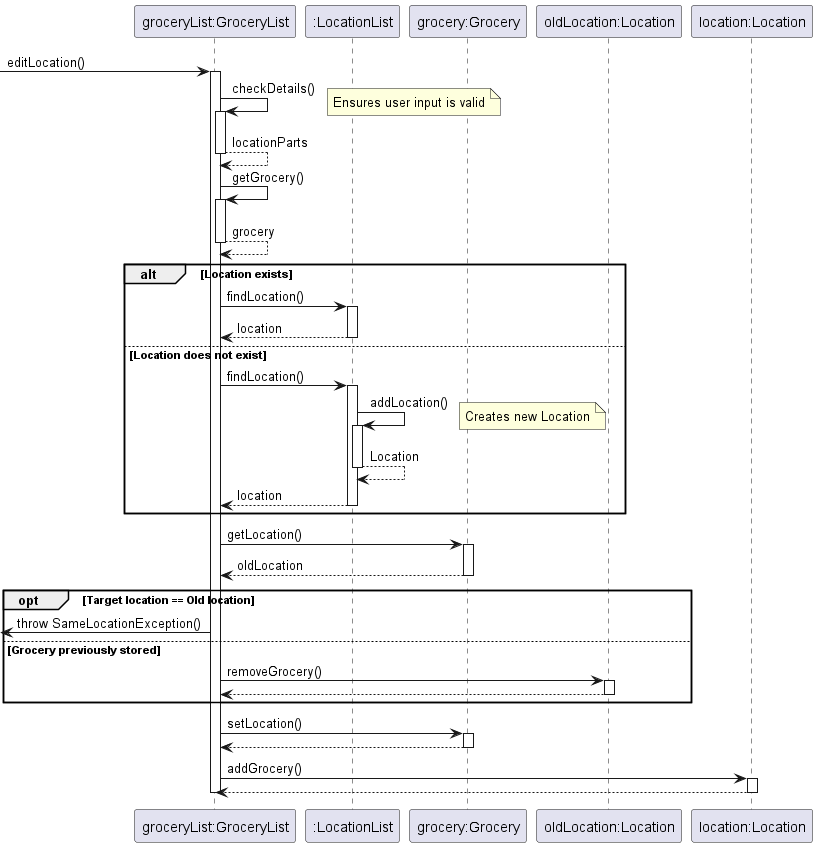 groceryList:GroceryList
:LocationList
grocery:Grocery
oldLocation:Location
location:Location
editLocation()
checkDetails()
Ensures user input is valid
locationParts
getGrocery()
grocery
alt
[Location exists]
findLocation()
location
[Location does not exist]
findLocation()
addLocation()
Creates new Location
Location
location
getLocation()
oldLocation
opt
[Target location == Old location]
throw SameLocationException()
[Grocery previously stored]
removeGrocery()
setLocation()
addGrocery()
groceryList:GroceryList
:LocationList
grocery:Grocery
oldLocation:Location
location:Location